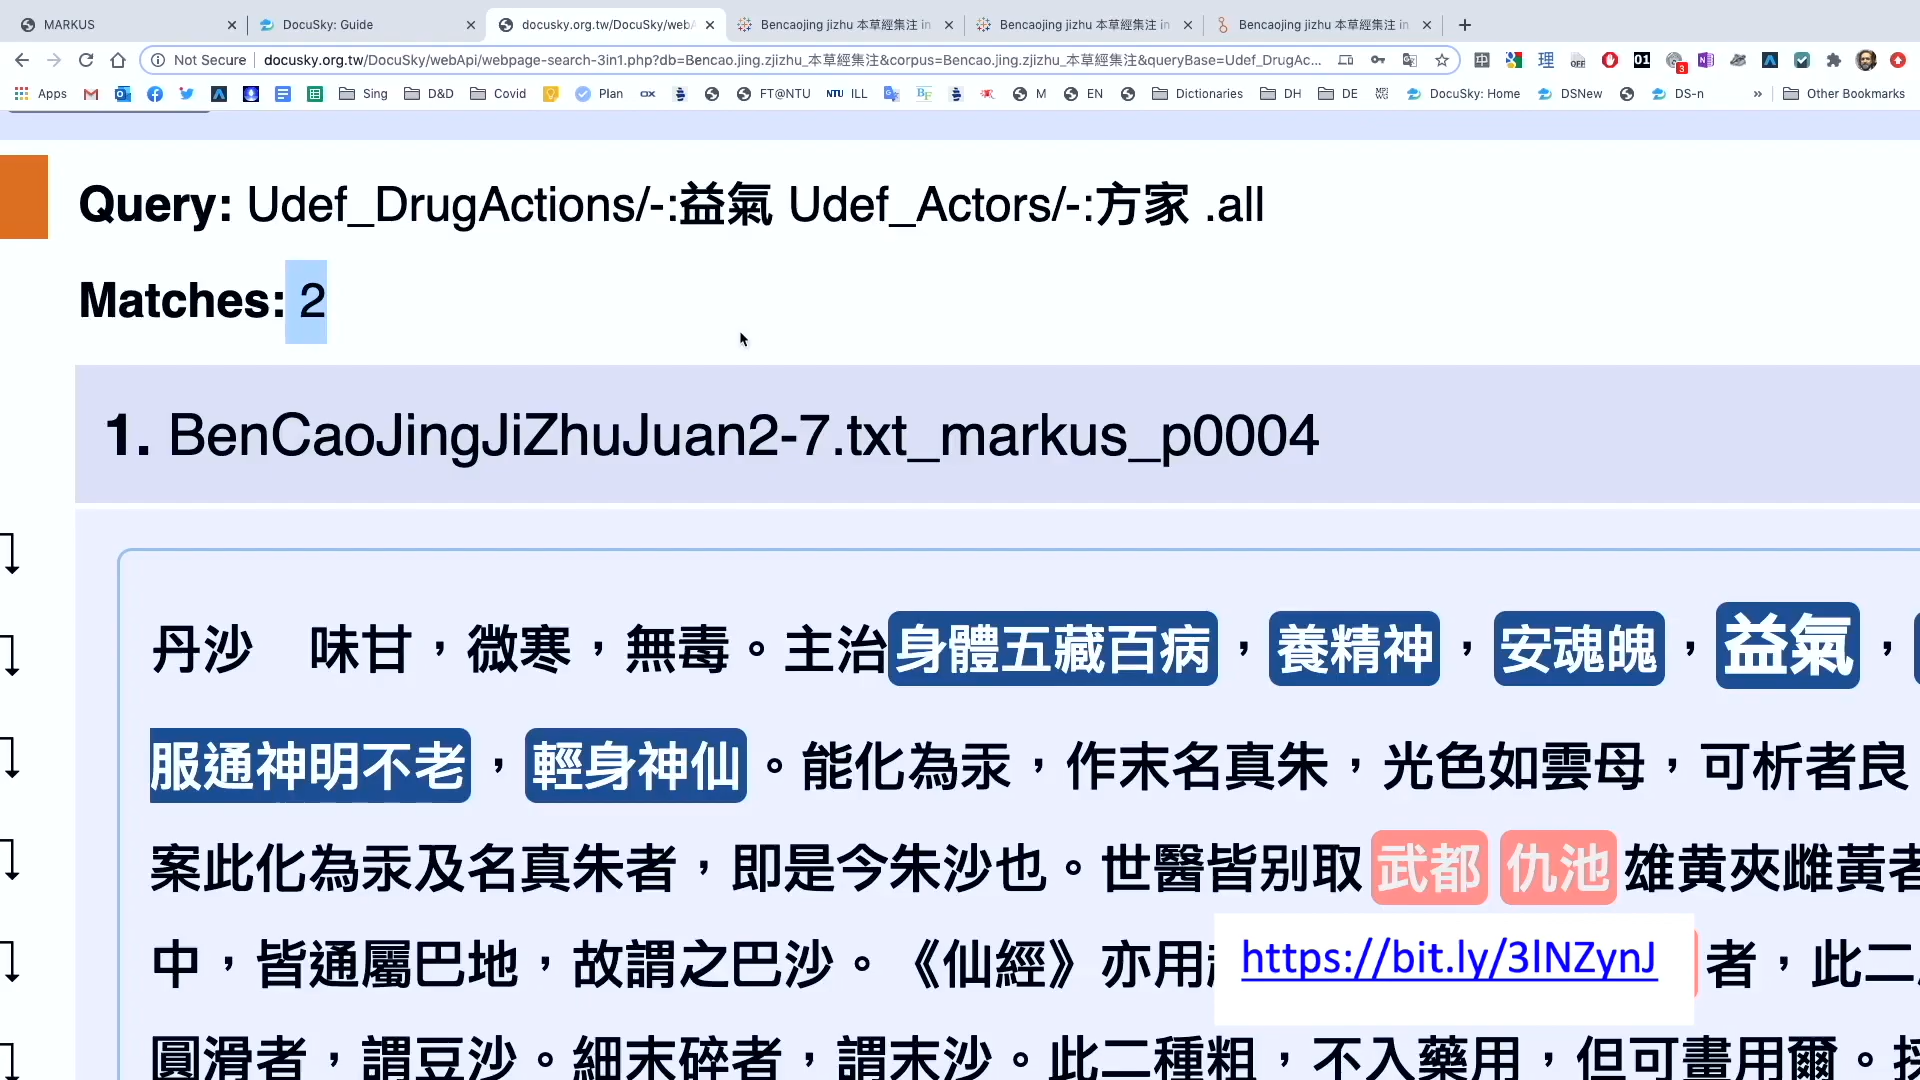 MARKUS
DocuSky: Guide
docusky.org.tw/DocuSky/web
Bencaojing jizhu 本草經集注 in
Bencaojing jizhu 本草經集注 in
Bencaojing jizhu 本草經集注 in
Not Secure docusky.org.tw/DocuSky/webApi/webpage-search-3in1.php?db=Bencao.jing.zjizhu_本草經集注&corpus=Bencao.jing.zjizhu_本草經集注&queryBase=Udef_DrugAc...
Apps Sing D&D Covid Plan FT@NTU NTU ILL BF M EN Dictionaries DH DE DocuSky: Home DSNew DS-n » Other Bookmarks
Query: Udef_DrugActions/-:益氣 Udef_Actors/-:方家 .all
Matches: 2
1. BenCaoJingJiZhuJuan2-7.txt_markus_p0004
丹沙　味甘，微寒，無毒。主治身體五藏百病，養精神，安魂魄，益氣，
服通神明不老，輕身神仙。能化為汞，作末名真朱，光色如雲母，可析者良
案此化為汞及名真朱者，即是今朱沙也。世醫皆別取武都仇池雄黃夾雌黃者
中，皆通屬巴地，故謂之巴沙。《仙經》亦用 者，此二
https://bit.ly/3lNZynJ
圓滑者，謂豆沙。細末碎者，謂末沙。此二種粗，不入藥用，但可畫用爾。採